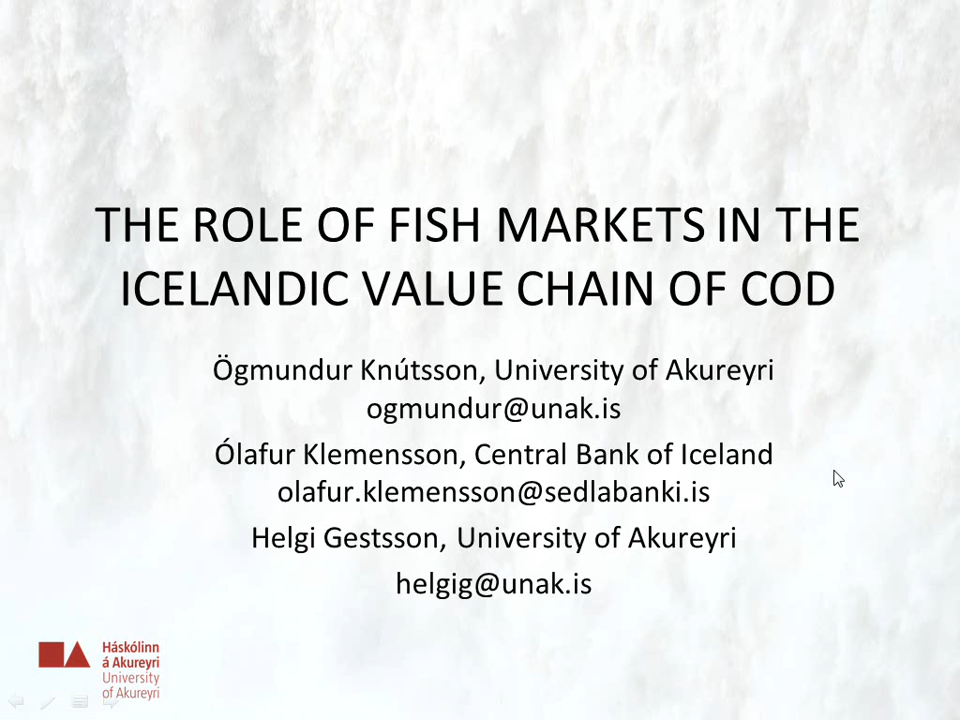 THE ROLE OF FISH MARKETS IN THE
ICELANDIC VALUE CHAIN OF COD
Ögmundur Knútsson, University of Akureyri
ogmundur@unak.is
Ólafur Klemensson, Central Bank of Iceland
olafur.klemensson@sedlabanki.is
Helgi Gestsson, University of Akureyri
helgig@unak.is
Háskólinn
á Akureyri
University
of Akureyri